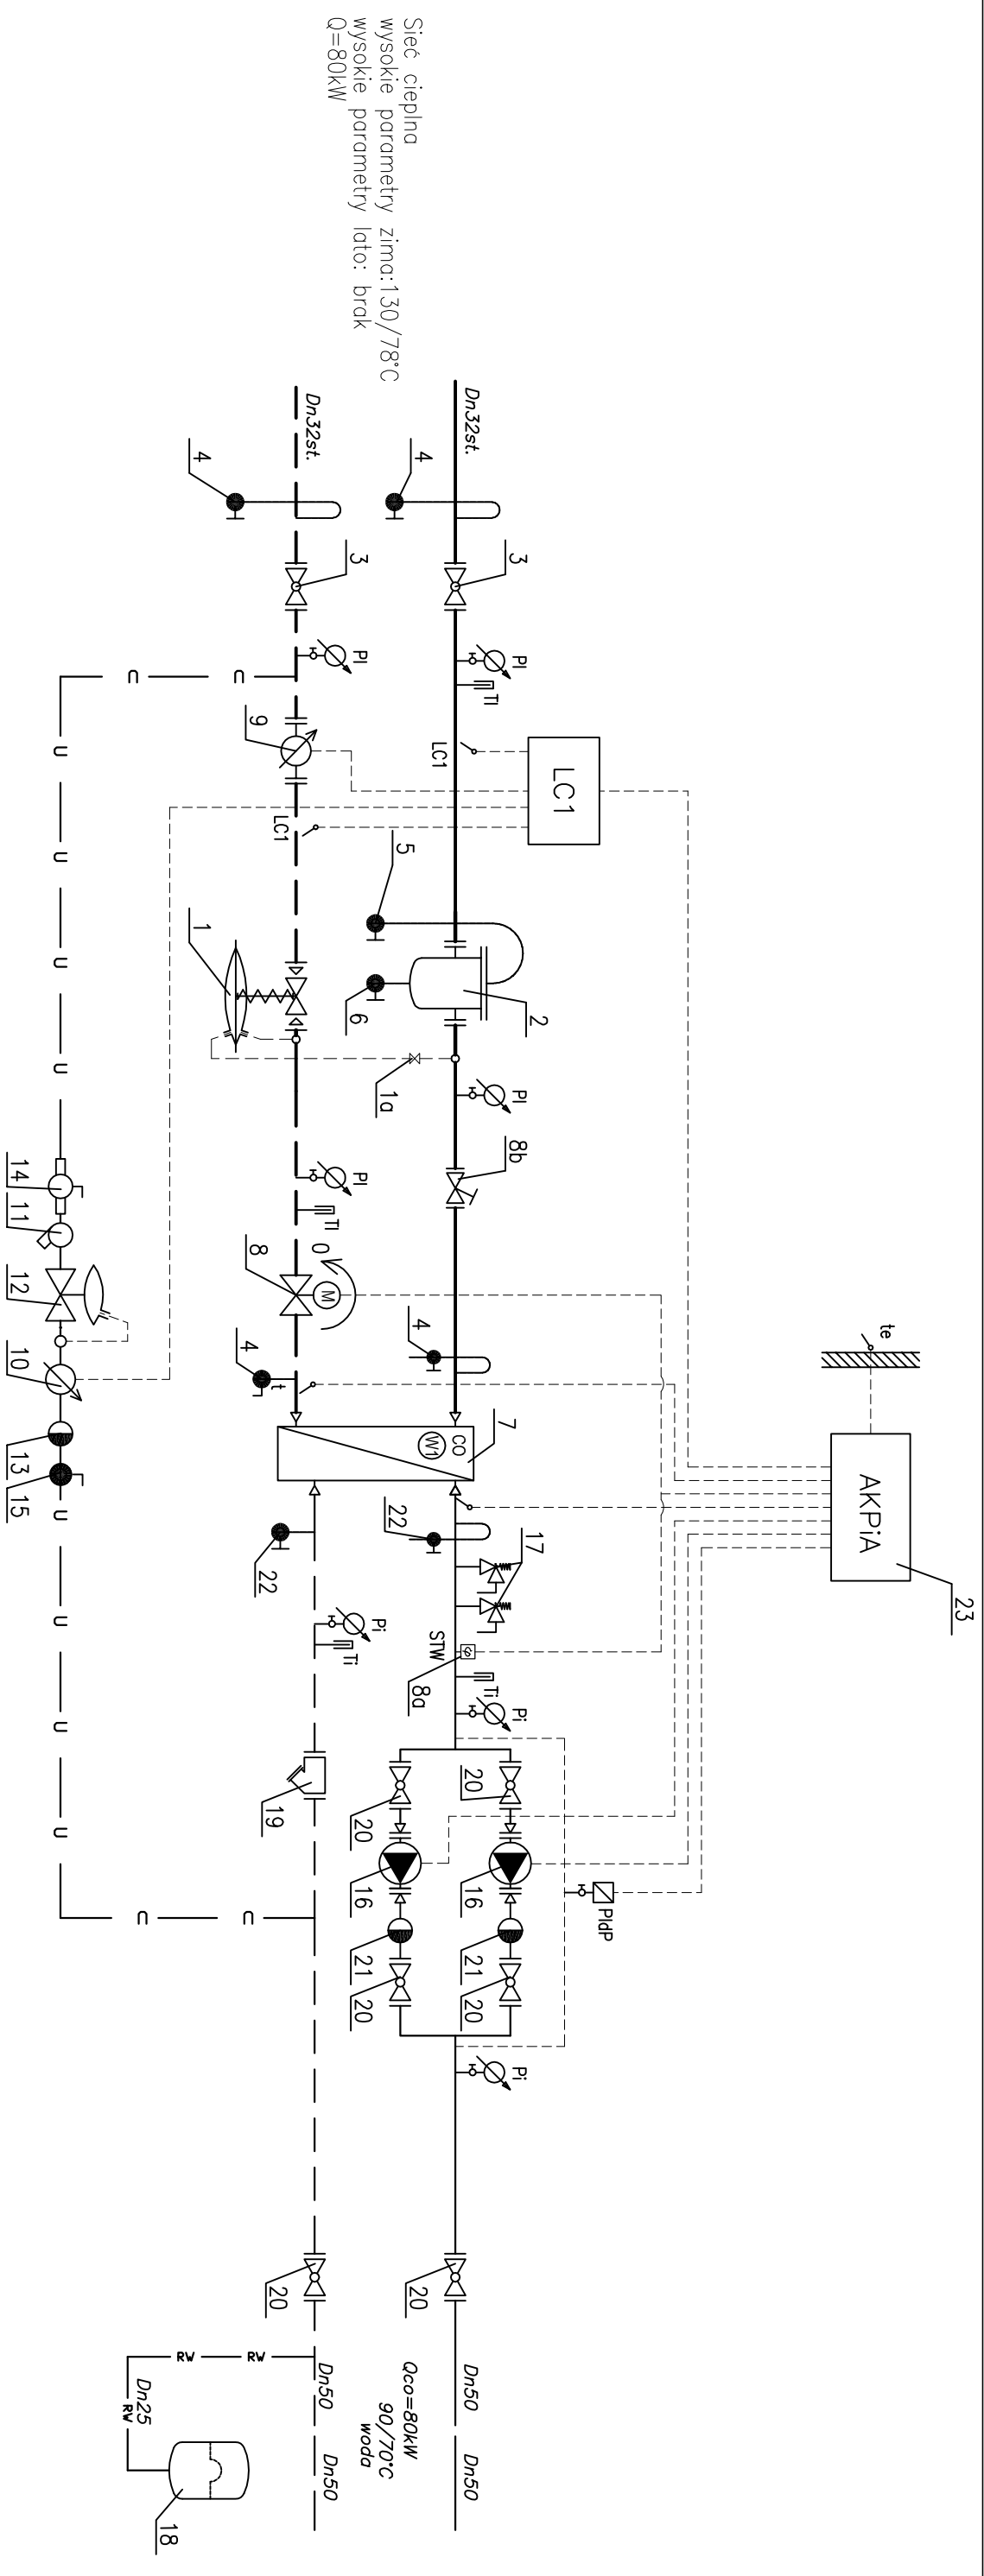 Sieć cieplna
wysokie parametry zima:130/78°C
wysokie parametry lato: brak
Q=80kW
Dn32st.
Dn32st.
4
4
3
3
PI
TI
PI
9
LC1
LC1
LC1
5
6
2
1
1a
PI
8b
PI
TI
8
0
M
4
4
t
te
AKPiA
23
7
CO
W1
22
22
17
STW
8a
Ti
Pi
Pi
Ti
19
20
20
16
16
PIdP
21
21
20
20
Pi
20
20
U
U
U
U
U
U
U
U
U
U
U
U
14
11
12
10
13
15
Dn50
Dn50
Qco=80kW
90/70°C
woda
Dn50
Dn50
RW
RW
Dn25
RW
18